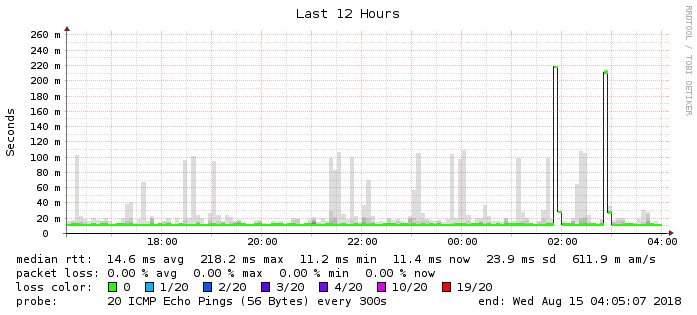 Last 12 Hours
RRDTOOL / TOBI OETIKER
Seconds
260 m
240 m
220 m
200 m
180 m
160 m
140 m
120 m
100 m
80 m
60 m
40 m
20 m
0
18:00 20:00 22:00 00:00 02:00 04:00
median rtt: 14.6 ms avg 218.2 ms max 11.2 ms min 11.4 ms now 23.9 ms sd 611.9 m am/s
packet loss: 0.00 % avg 0.00 % max 0.00 % min 0.00 % now
loss color: 0 1/20 2/20 3/20 4/20 10/20 19/20
probe: 20 ICMP Echo Pings (56 Bytes) every 300s end: Wed Aug 15 04:05:07 2018